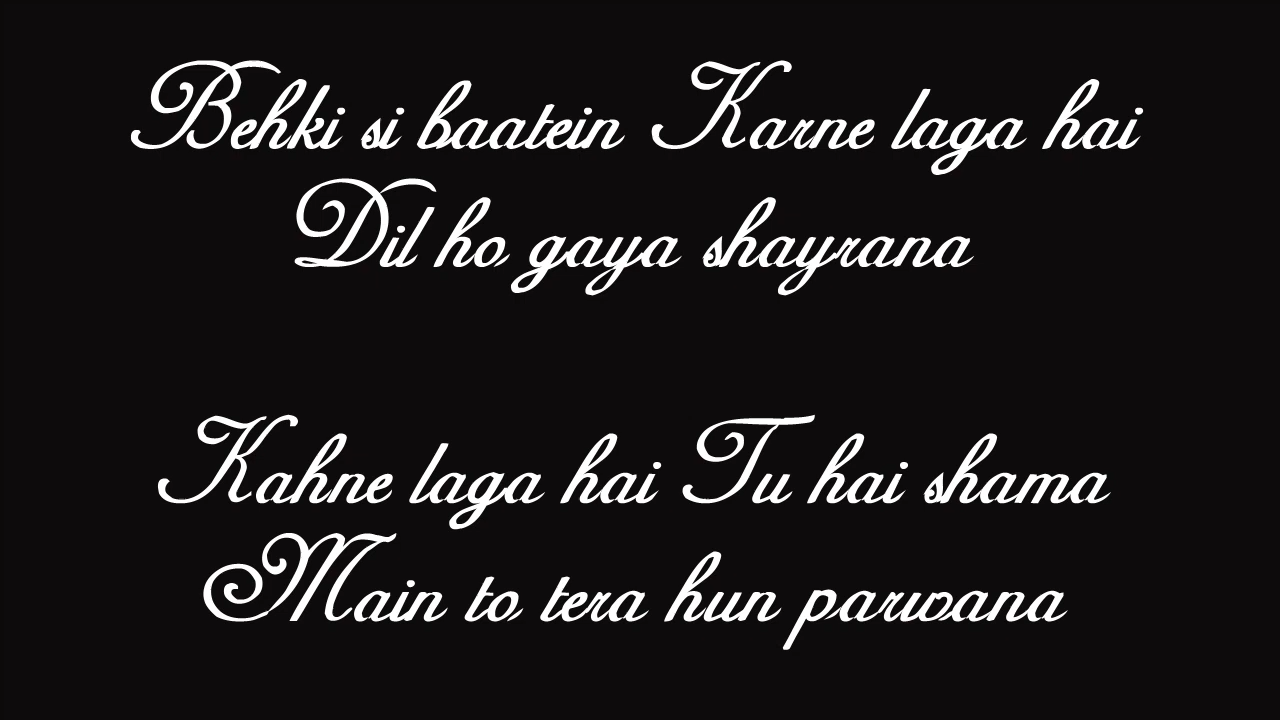 Behki si baatein Karne laga hai
Dil ho gaya shayrana
Kahne laga hai Tu hai shama
Main to tera hun parwana